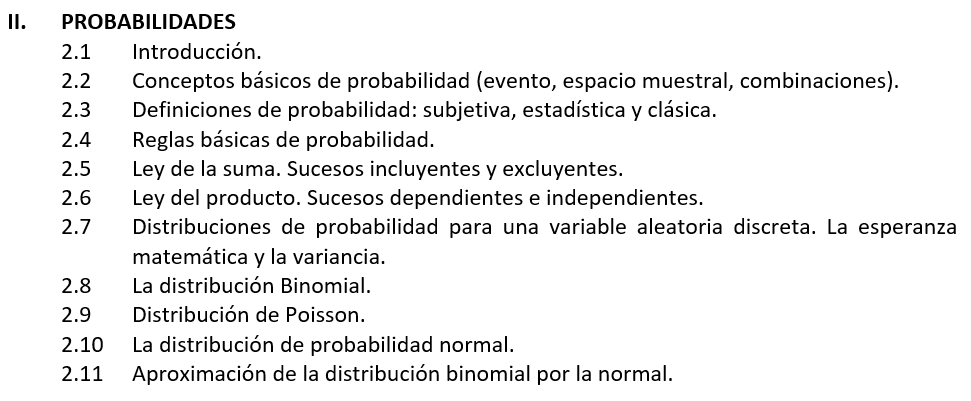 II. PROBABILIDADES
2.1 Introducción.
2.2 Conceptos básicos de probabilidad (evento, espacio muestral, combinaciones).
2.3 Definiciones de probabilidad: subjetiva, estadística y clásica.
2.4 Reglas básicas de probabilidad.
2.5 Ley de la suma. Sucesos incluyentes y excluyentes.
2.6 Ley del producto. Sucesos dependientes e independientes.
2.7 Distribuciones de probabilidad para una variable aleatoria discreta. La esperanza
matemática y la variancia.
2.8 La distribución Binomial.
2.9 Distribución de Poisson.
2.10 La distribución de probabilidad normal.
2.11 Aproximación de la distribución binomial por la normal.